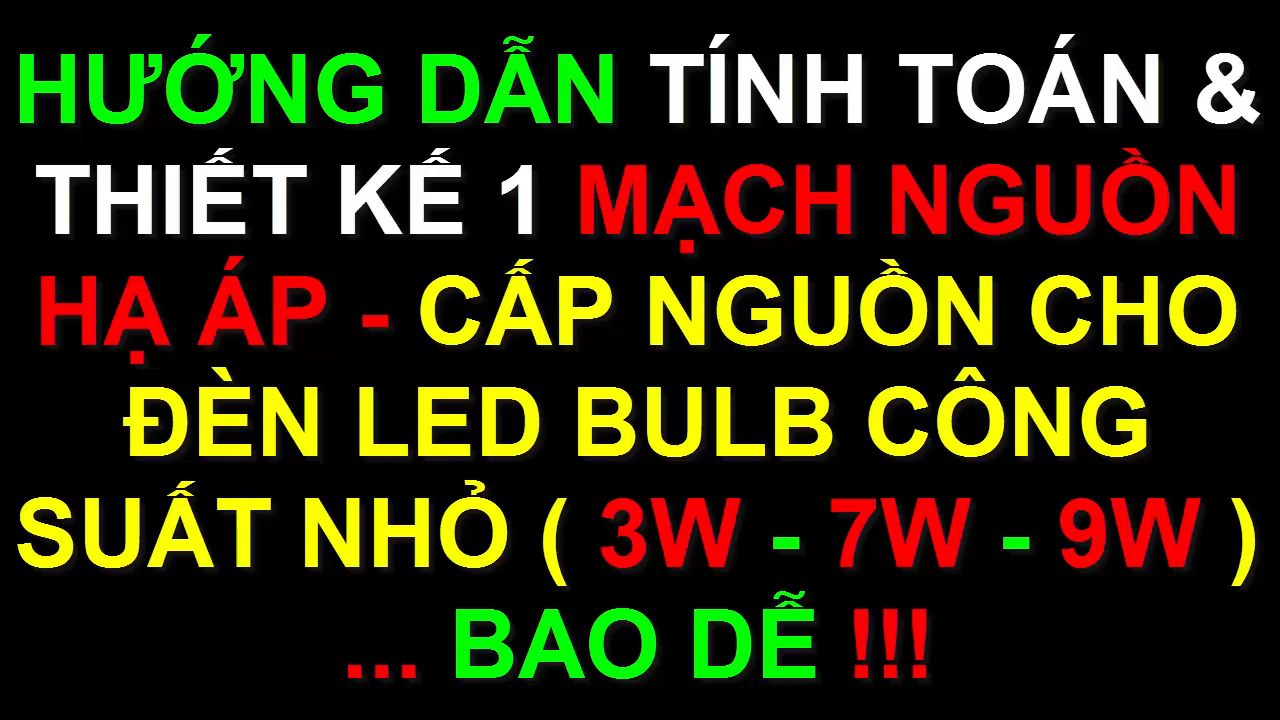 HƯỚNG DẪN TÍNH TOÁN &
THIẾT KẾ 1 MẠCH NGUỒN
HẠ ÁP - CẤP NGUỒN CHO
ĐÈN LED BULB CÔNG
SUẤT NHỎ ( 3W - 7W - 9W )
... BAO DỄ !!!